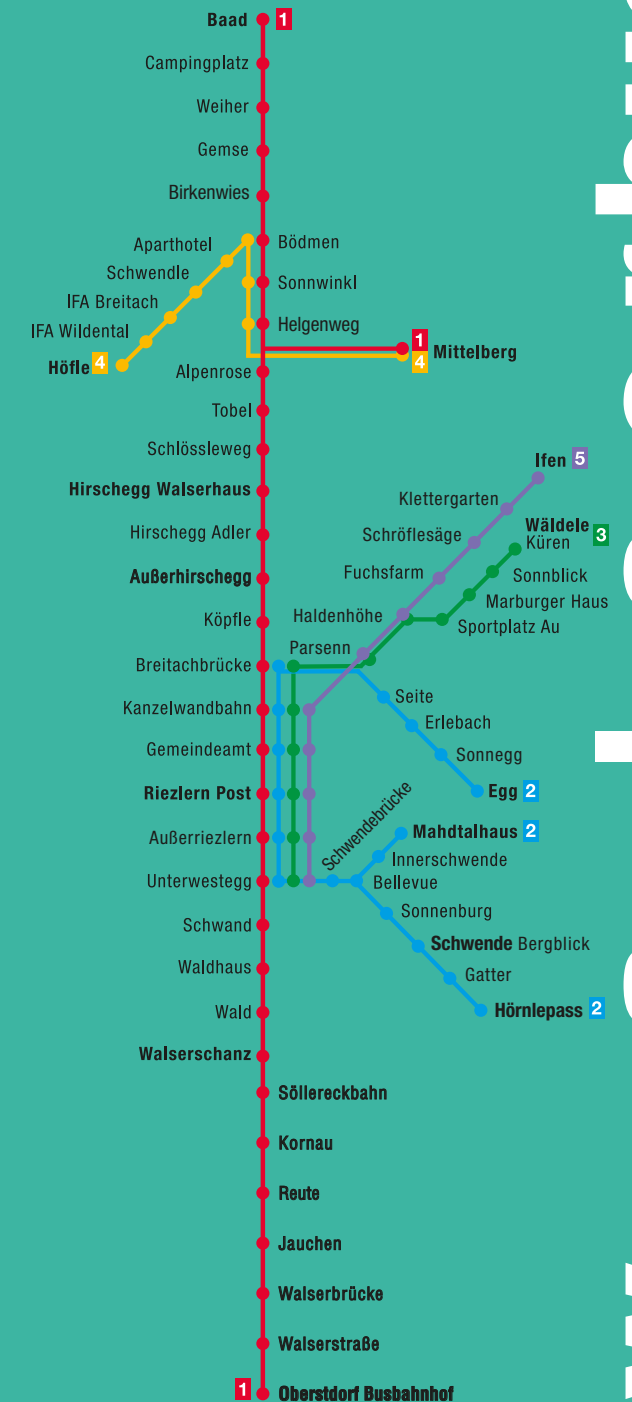 Baad 1
Campingplatz
Weiher
Gemse
Birkenwies
Aparthotel
Bödmen
Schwendle
Sonnwinkl
IFA Breitach
IFA Wildental
Helgenweg
1
4 Mittelberg
Höfle 4
Alpenrose
Tobel
Schlössleweg
Ifen 5
Hirschegg Walserhaus
Klettergarten
Wäldele 3
Küren
Hirschegg Adler
Schröflesäge
Außerhirschegg
Fuchsfarm
Sonnblick
Marburger Haus
Köpfle
Haldenhöhe
Sportplatz Au
Parsenn
Breitachbrücke
Seite
Kanzelwandbahn
Erlebach
Gemeindeamt
Sonnegg
Riezlern Post
Egg 2
Schwendebrücke
Außerriezlern
Mahdtalhaus 2
Innerschwende
Unterwestegg
Bellevue
Sonnenburg
Schwand
Schwende Bergblick
Waldhaus
Gatter
Wald
Hörnlepass 2
Walserschanz
Söllereckbahn
Kornau
Reute
Jauchen
Walserbrücke
Walserstraße
1 Oberstdorf Busbahnhof